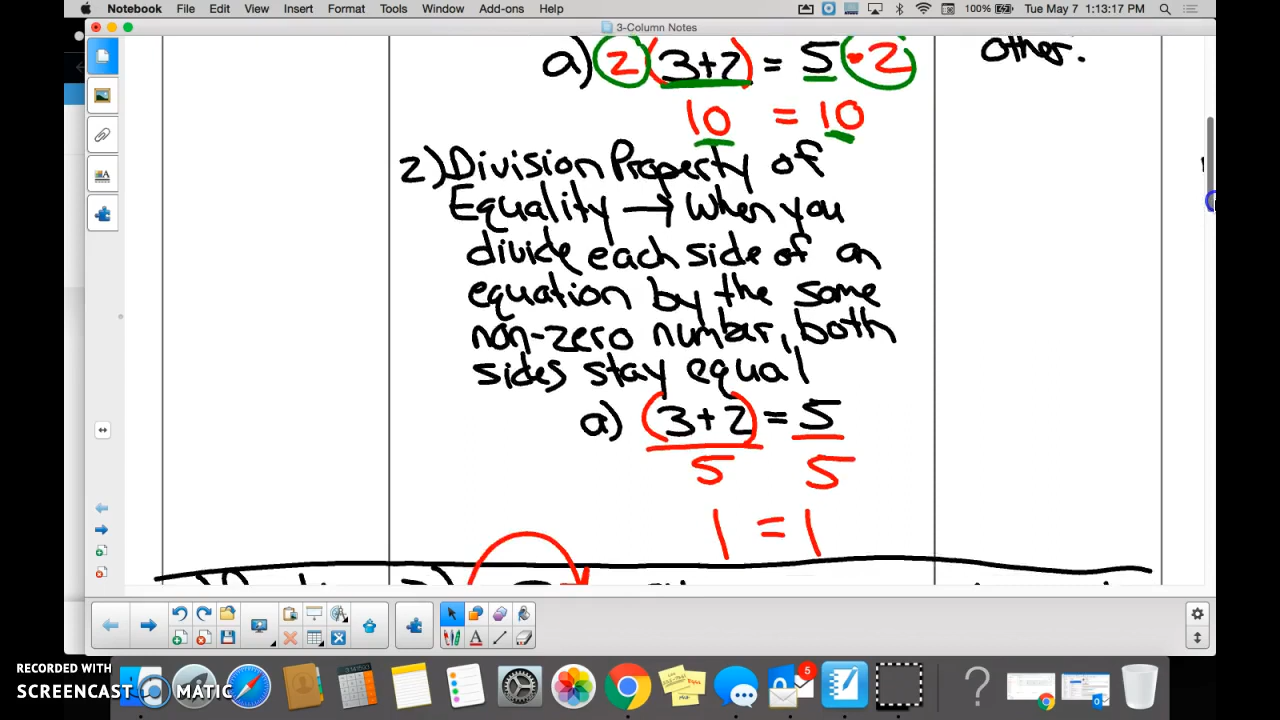 Notebook File Edit View Insert Format Tools Window Add-ons Help 100% Tue May 7 1:13:17 PM
3-Column Notes
a) 2 (3+2) = 5 •2
other.
10 = 10
2) Division Property of
Equality → When you
divide each side of an
equation by the same
non-zero number, both
sides stay equal
a) (3+2) = 5
5 5
1 = 1
RECORDED WITH
SCREENCAST MATIC
5